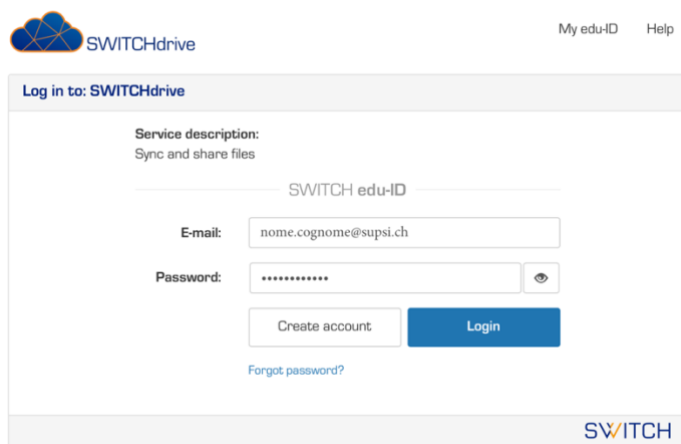 SWITCHdrive
My edu-ID Help
Log in to: SWITCHdrive
Service description:
Sync and share files
SWITCH edu-ID
E-mail: nome.cognome@supsi.ch
Password: ••••••••••••
Create account Login
Forgot password?
SWITCH